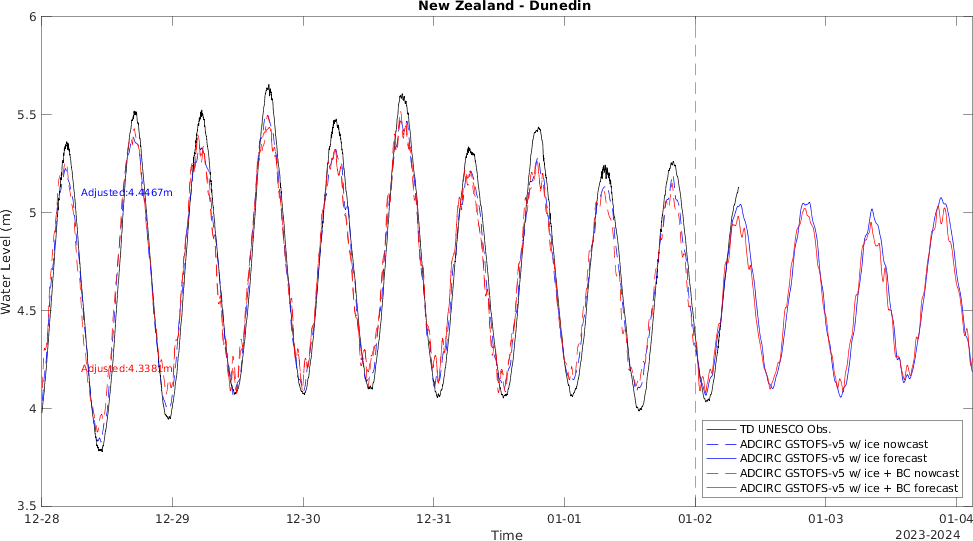 New Zealand - Dunedin
6
5.5
5
4.5
4
3.5
Water Level (m)
Adjusted:4.4467m
Adjusted:4.3382m
TD UNESCO Obs.
ADCIRC GSTOFS-v5 w/ ice nowcast
ADCIRC GSTOFS-v5 w/ ice forecast
ADCIRC GSTOFS-v5 w/ ice + BC nowcast
ADCIRC GSTOFS-v5 w/ ice + BC forecast
12-28 12-29 12-30 12-31 01-01 01-02 01-03 01-04
Time
2023-2024